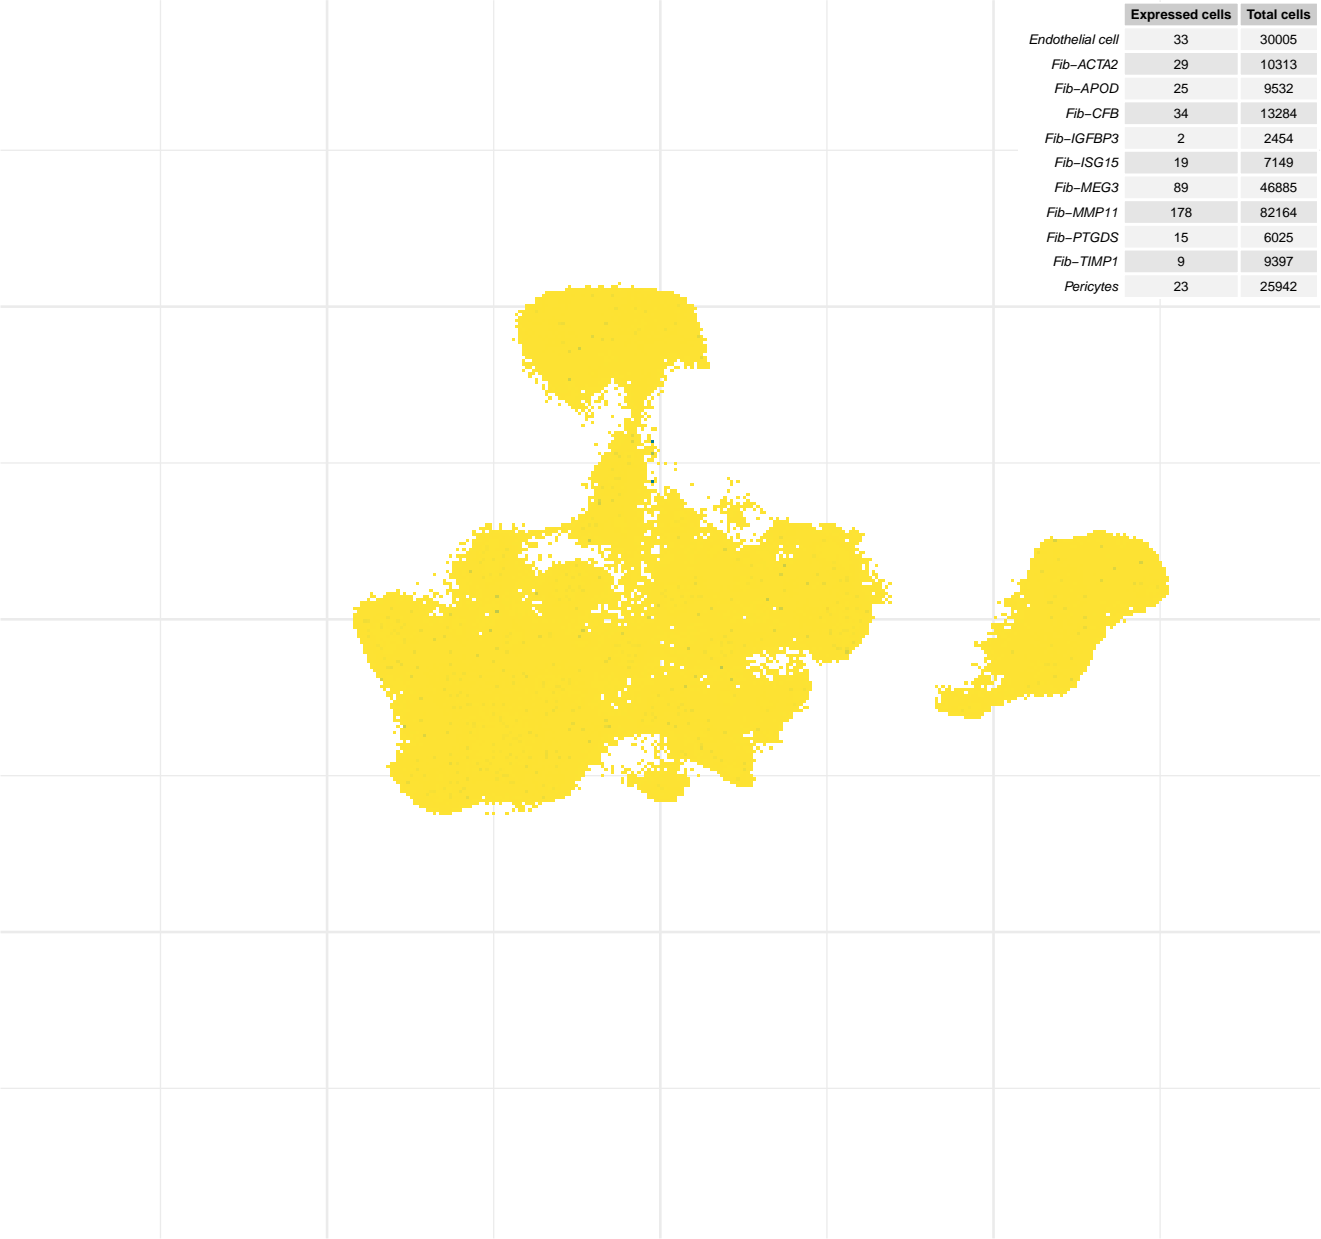 Expressed cells Total cells
Endothelial cell 33 30005
Fib−ACTA2 29 10313
Fib−APOD 25 9532
Fib−CFB 34 13284
Fib−IGFBP3 2 2454
Fib−ISG15 19 7149
Fib−MEG3 89 46885
Fib−MMP11 178 82164
Fib−PTGDS 15 6025
Fib−TIMP1 9 9397
Pericytes 23 25942